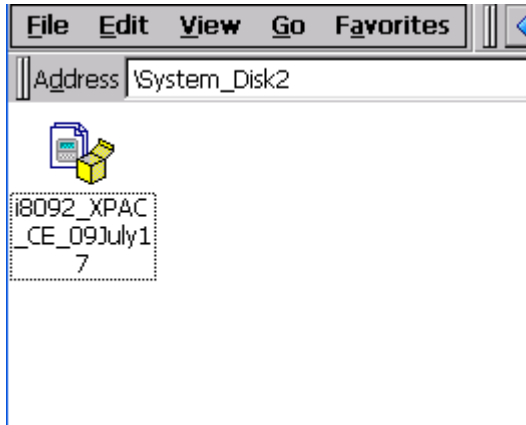 File Edit View Go Favorites
Address \System_Disk2
i8092_XPAC
_CE_09July1
7